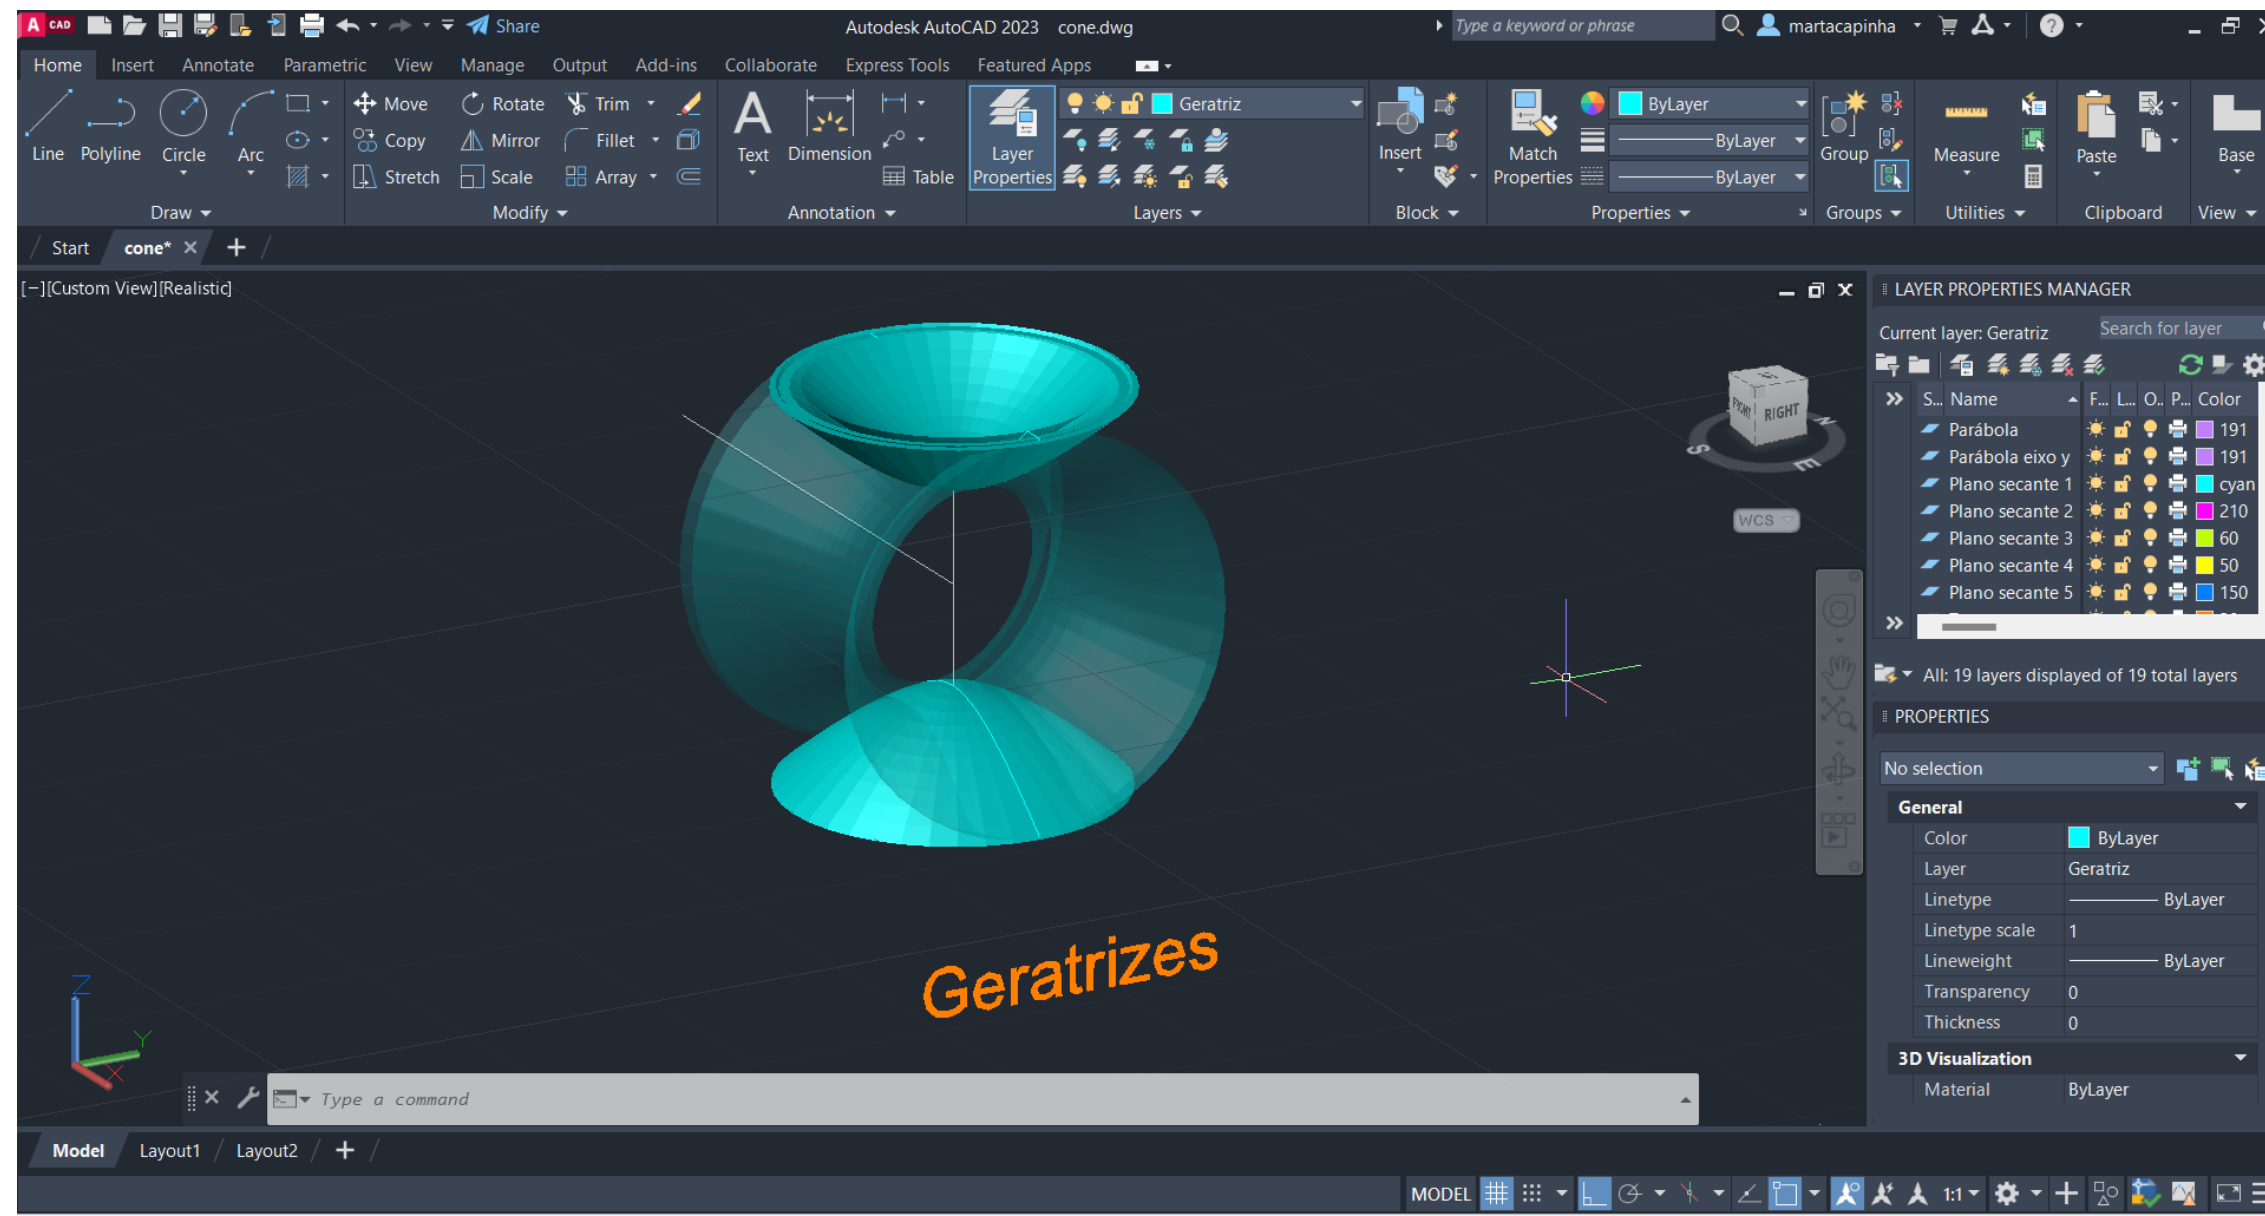 A CAD Share Autodesk AutoCAD 2023 cone.dwg Type a keyword or phrase martacapinha
Home Insert Annotate Parametric View Manage Output Add-ins Collaborate Express Tools Featured Apps
Line Polyline Circle Arc
Move Rotate Trim
Copy Mirror Fillet
Stretch Scale Array
Text Dimension Table
Layer Properties
Geratriz
Insert
Match Properties
ByLayer
ByLayer
ByLayer
Group
Measure
Paste
Base
Draw Modify Annotation Layers Block Properties Groups Utilities Clipboard View
Start cone* +
[−][Custom View][Realistic]
FRONT RIGHT
S E N
WCS
Geratrizes
Z
Y
X
Type a command
LAYER PROPERTIES MANAGER
Current layer: Geratriz Search for layer
S... Name F... L... O.. P... Color
Parábola 191
Parábola eixo y 191
Plano secante 1 cyan
Plano secante 2 210
Plano secante 3 60
Plano secante 4 50
Plano secante 5 150
All: 19 layers displayed of 19 total layers
PROPERTIES
No selection
General
Color ByLayer
Layer Geratriz
Linetype ByLayer
Linetype scale 1
Lineweight ByLayer
Transparency 0
Thickness 0
3D Visualization
Material ByLayer
Model Layout1 Layout2 +
MODEL 1:1